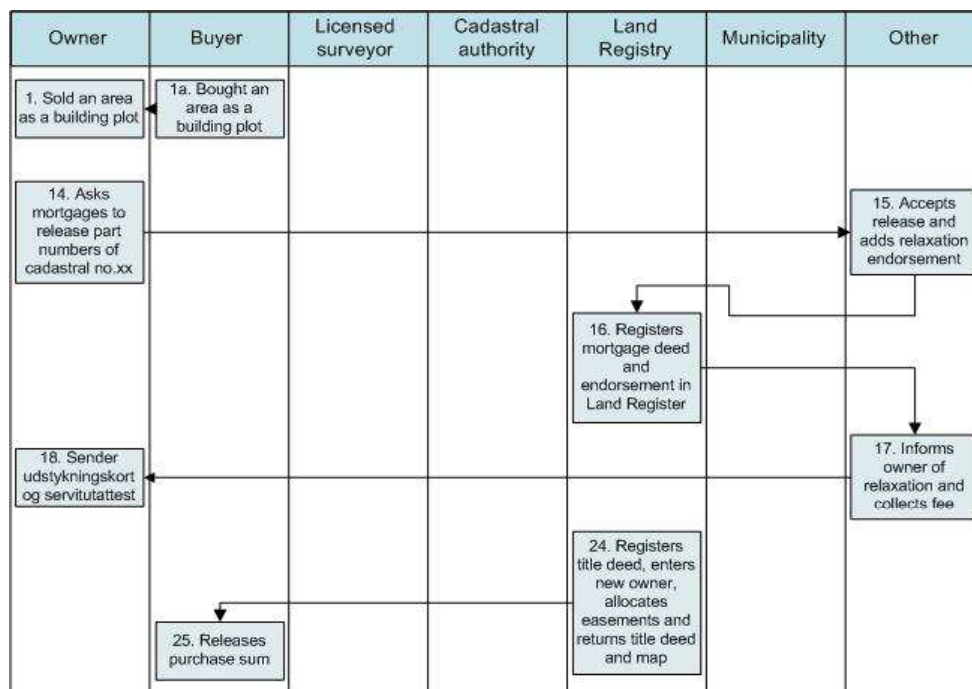 Owner
Buyer
Licensed
surveyor
Cadastral
authority
Land
Registry
Municipality
Other
1. Sold an area
as a building plot
1a. Bought an
area as a
building plot
14. Asks
mortgages to
release part
numbers of
cadastral no.xx
15. Accepts
release and
adds relaxation
endorsement
16. Registers
mortgage deed
and
endorsement in
Land Register
17. Informs
owner of
relaxation and
collects fee
18. Sender
udstykningskort
og servitutattest
24. Registers
title deed, enters
new owner,
allocates
easements and
returns title deed
and map
25. Releases
purchase sum